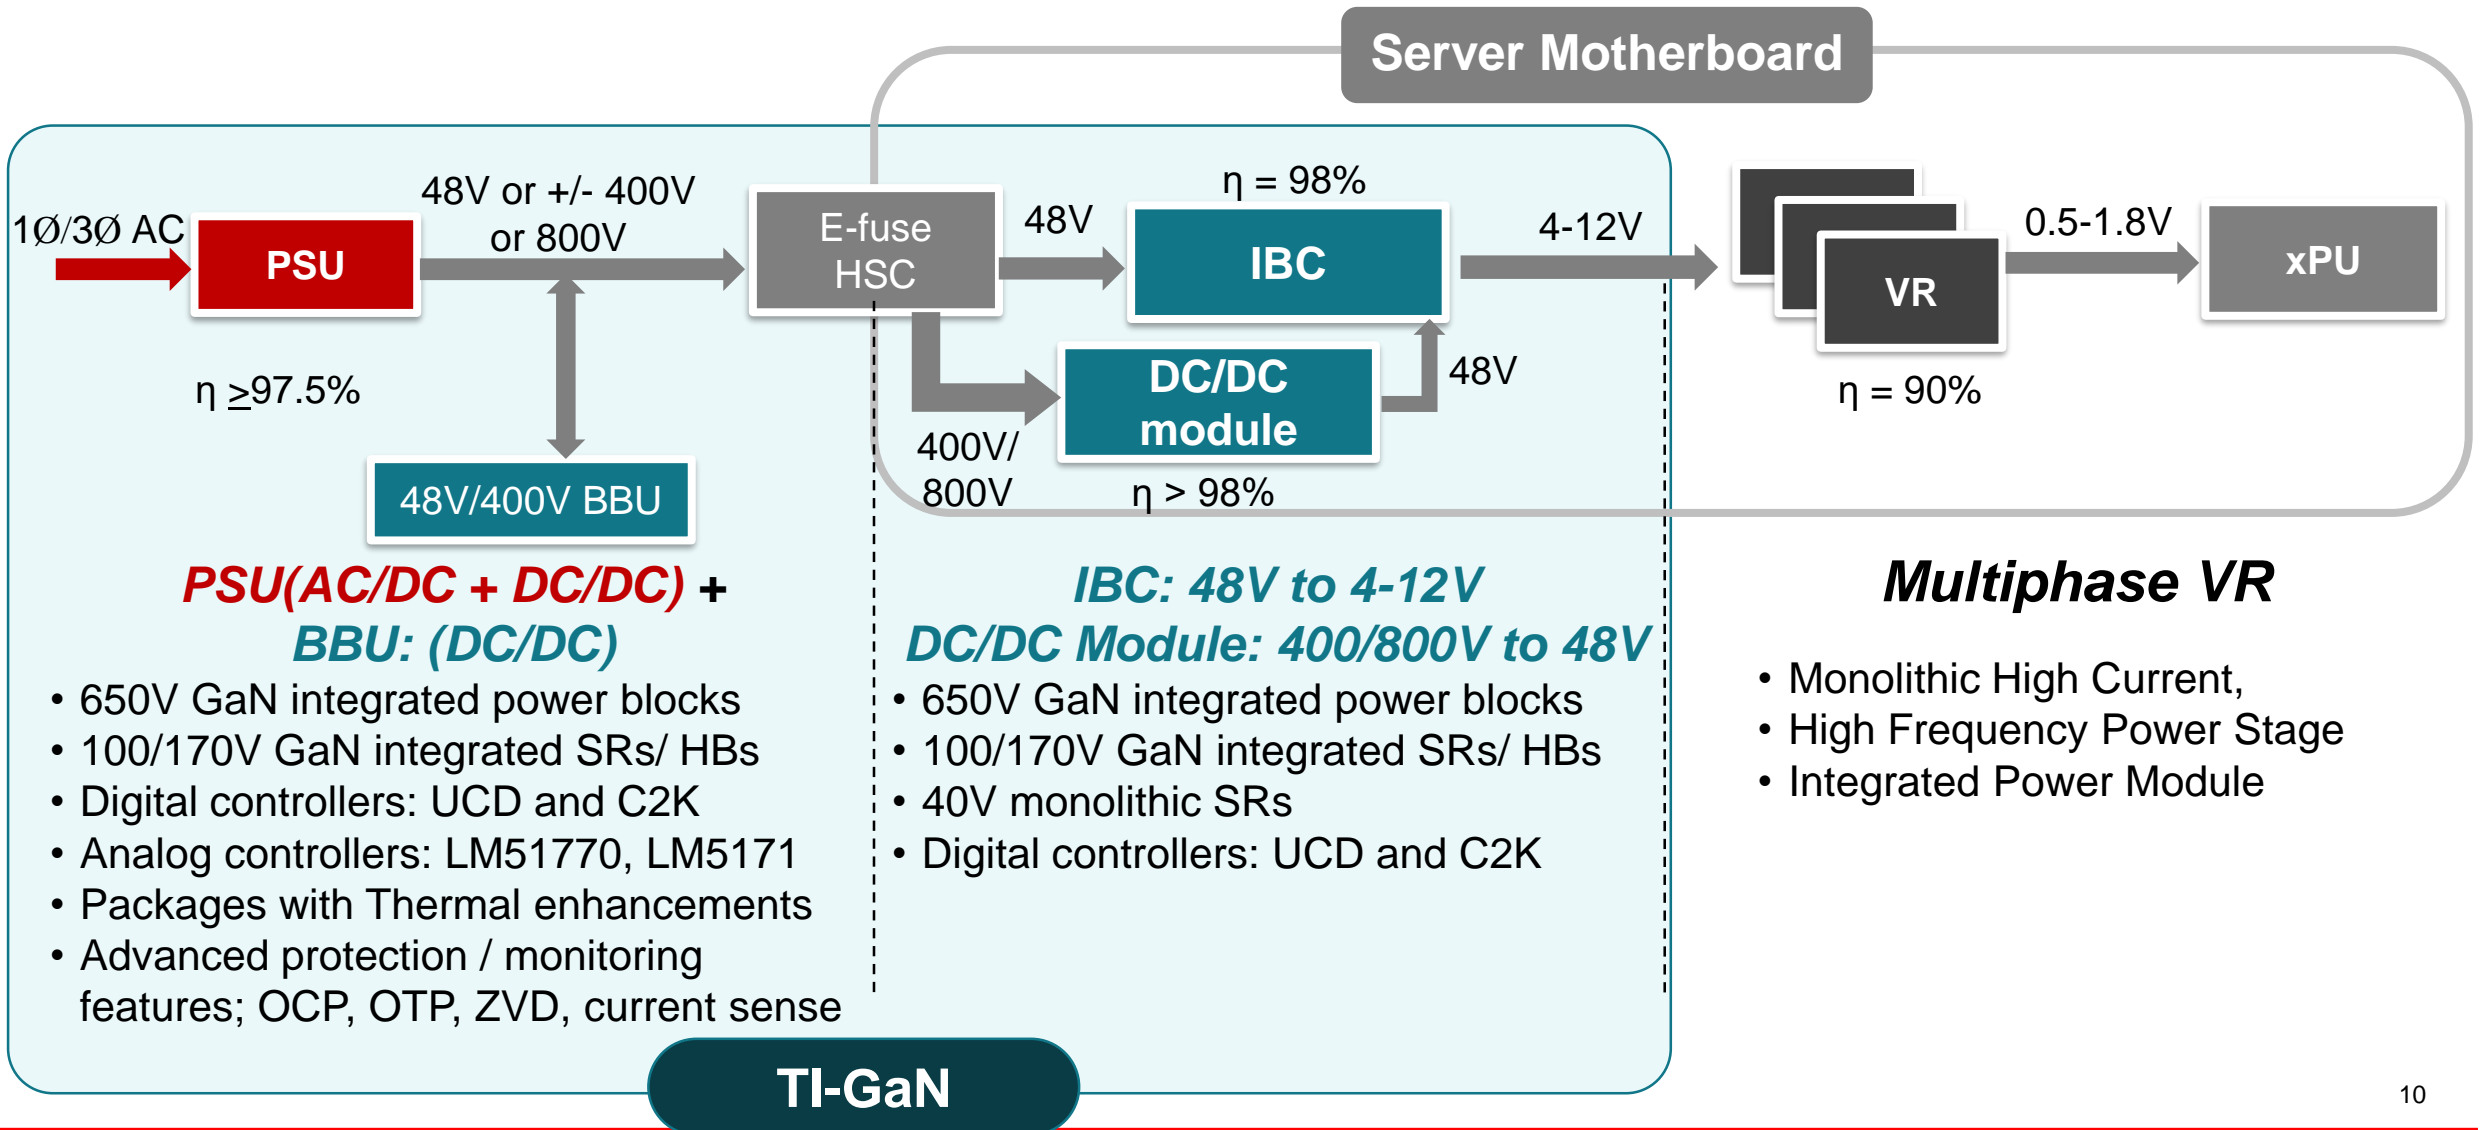 Server Motherboard
1Ø/3Ø AC
PSU
48V or +/- 400V
or 800V
E-fuse
HSC
48V
η = 98%
IBC
4-12V
VR
0.5-1.8V
xPU
η ≥97.5%
48V/400V BBU
400V/
800V
DC/DC
module
48V
η > 98%
η = 90%
PSU(AC/DC + DC/DC) +
BBU: (DC/DC)
• 650V GaN integrated power blocks
• 100/170V GaN integrated SRs/ HBs
• Digital controllers: UCD and C2K
• Analog controllers: LM51770, LM5171
• Packages with Thermal enhancements
• Advanced protection / monitoring
features; OCP, OTP, ZVD, current sense
IBC: 48V to 4-12V
DC/DC Module: 400/800V to 48V
• 650V GaN integrated power blocks
• 100/170V GaN integrated SRs/ HBs
• 40V monolithic SRs
• Digital controllers: UCD and C2K
Multiphase VR
• Monolithic High Current,
• High Frequency Power Stage
• Integrated Power Module
TI-GaN
10